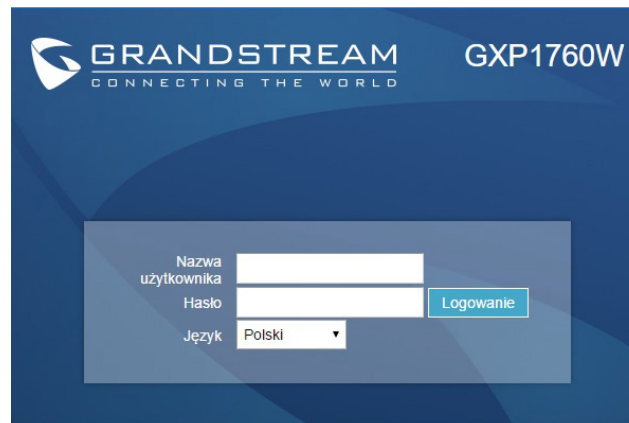 GRANDSTREAM
CONNECTING THE WORLD
GXP1760W
Nazwa
użytkownika
Hasło
Logowanie
Język
Polski